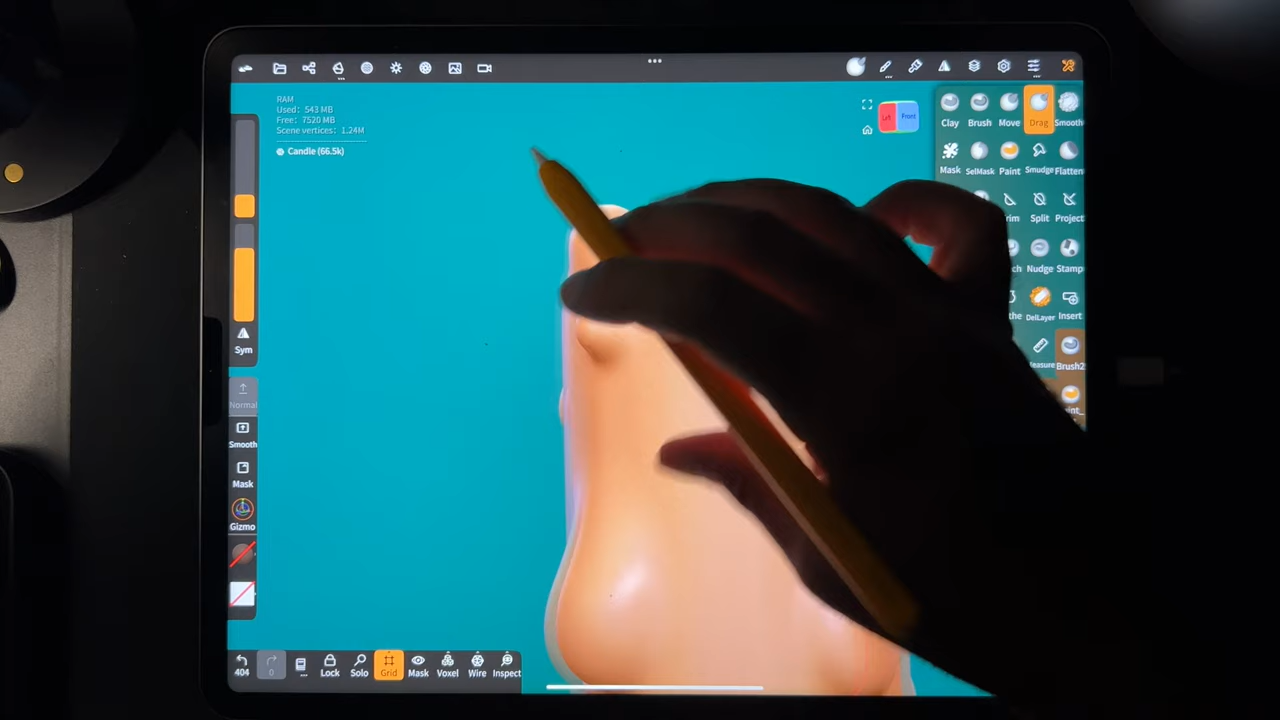 RAM
Used: 543 MB
Free: 7520 MB
Scene vertices: 1.24M
Candle (66.5k)
Left Front
Clay Brush Move Drag Smooth
Mask SelMask Paint Smudge Flatten
Split Project
Nudge Stamp
DelLayer Insert
Brush2
Sym
Normal
Smooth
Mask
Gizmo
404 0 Lock Solo Grid Mask Voxel Wire Inspect